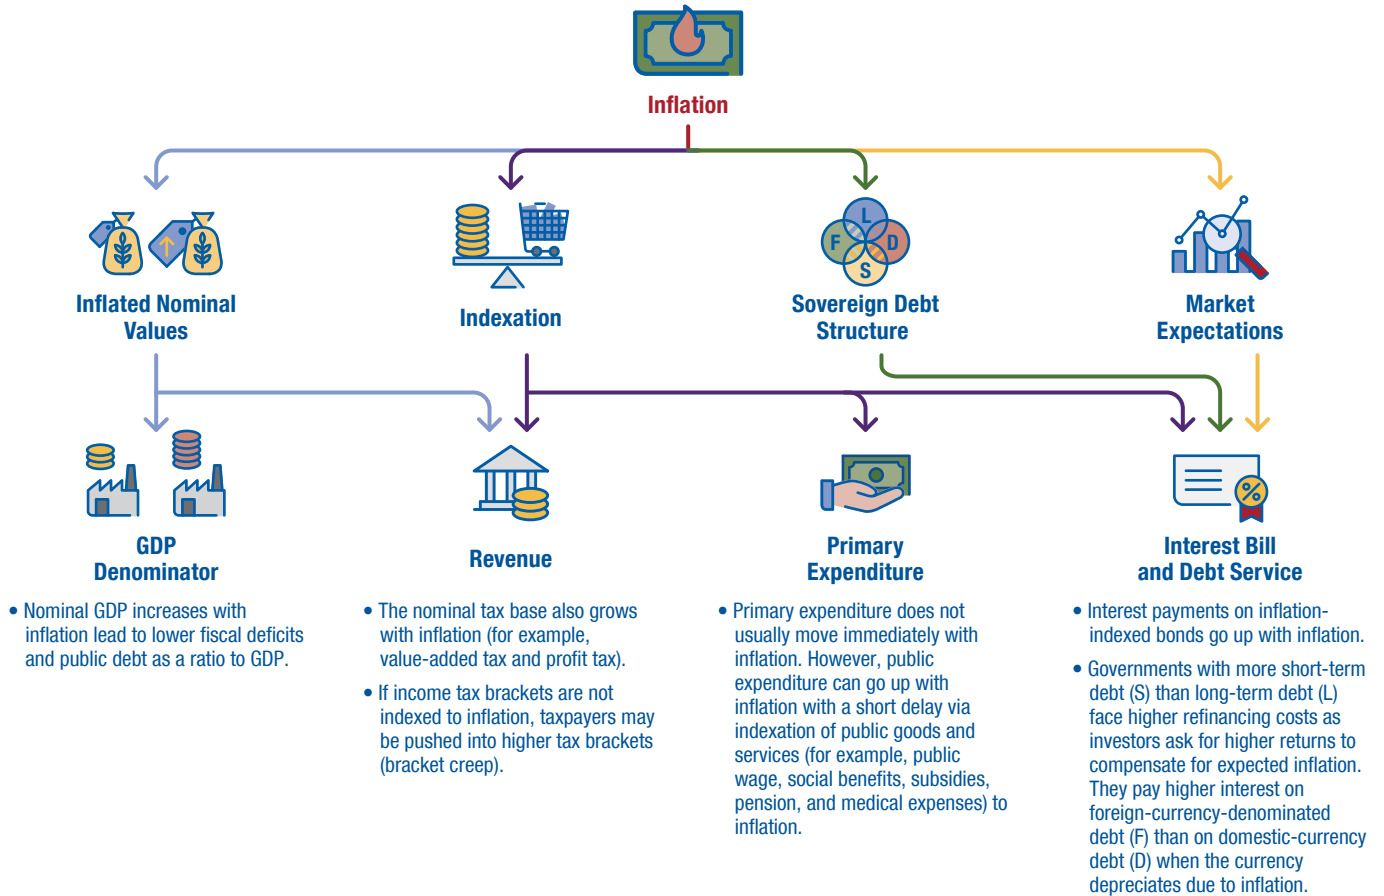 Inflation
L
F
D
S
Inflated Nominal
Values
Indexation
Sovereign Debt
Structure
Market
Expectations
%
GDP
Denominator
• Nominal GDP increases with
inflation lead to lower fiscal deficits
and public debt as a ratio to GDP.
Revenue
• The nominal tax base also grows
with inflation (for example,
value-added tax and profit tax).
• If income tax brackets are not
indexed to inflation, taxpayers may
be pushed into higher tax brackets
(bracket creep).
Primary
Expenditure
• Primary expenditure does not
usually move immediately with
inflation. However, public
expenditure can go up with
inflation with a short delay via
indexation of public goods and
services (for example, public
wage, social benefits, subsidies,
pension, and medical expenses) to
inflation.
Interest Bill
and Debt Service
• Interest payments on inflation-
indexed bonds go up with inflation.
• Governments with more short-term
debt (S) than long-term debt (L)
face higher refinancing costs as
investors ask for higher returns to
compensate for expected inflation.
They pay higher interest on
foreign-currency-denominated
debt (F) than on domestic-currency
debt (D) when the currency
depreciates due to inflation.